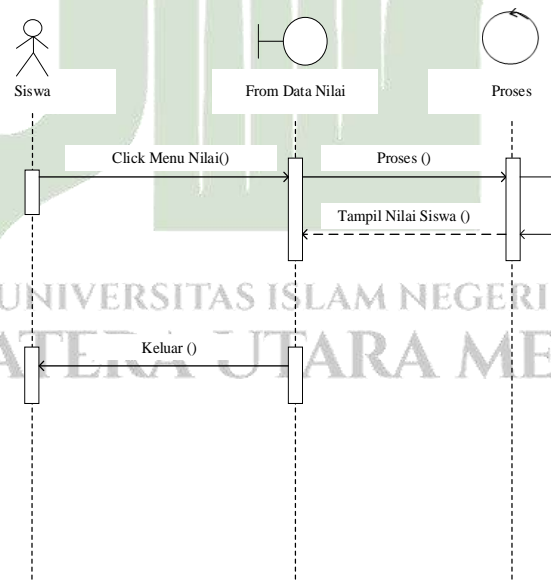 Siswa
From Data Nilai
Proses
Click Menu Nilai()
Proses ()
Tampil Nilai Siswa ()
UNIVERSITAS ISLAM NEGERI
ATERA UTARA ME
Keluar ()